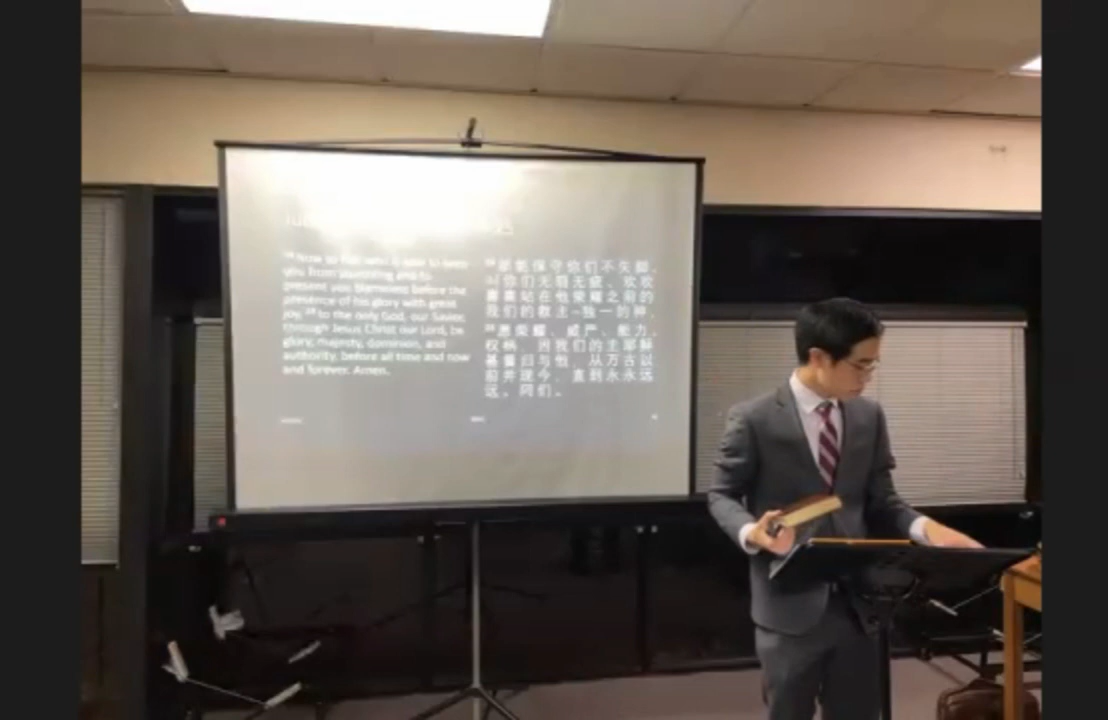 ²⁴ Now to him who is able to keep
you from stumbling and to
present you blameless before the
presence of his glory with great
joy, ²⁵ to the only God, our Savior,
through Jesus Christ our Lord, be
glory, majesty, dominion, and
authority, before all time and now
and forever. Amen.
那能保守你们不失脚、
叫你们无瑕无疵、欢欢
喜喜站在他荣耀之前的
我们的救主—独一的神,
²⁵愿荣耀、威严、能力、
权柄,因我们的主耶稣
基督归与他,从万古以
前并现今,直到永永远
远。阿们。